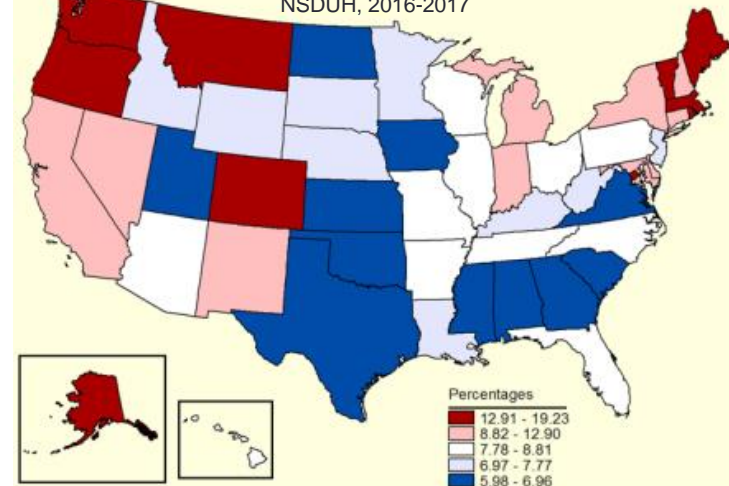 NSDUH, 2016-2017
Percentages
12.91 - 19.23
8.82 - 12.90
7.78 - 8.81
6.97 - 7.77
5.98 - 6.96